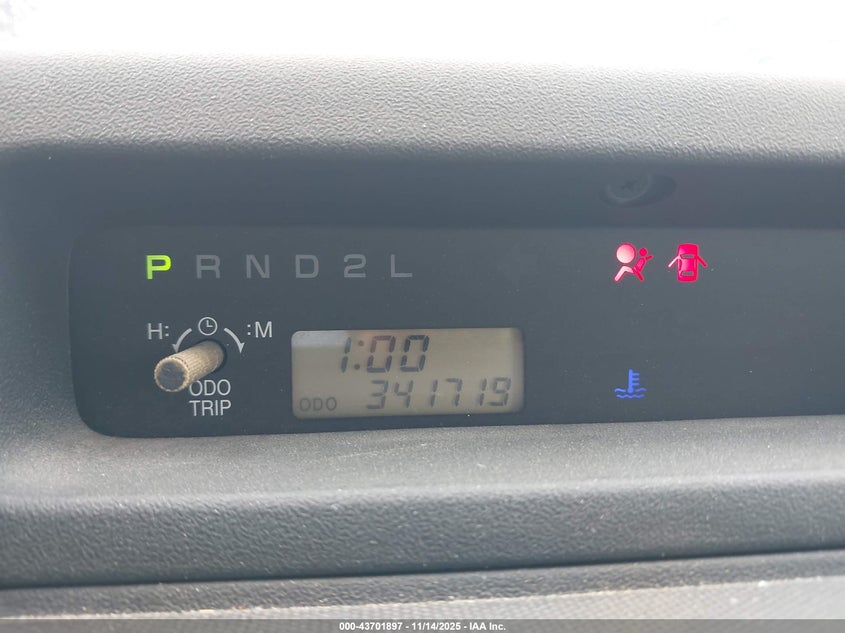 P R N D 2 L
H: :M
1:00
ODO
TRIP
ODO 341719
000-43701897 - 11/14/2025 - IAA Inc.